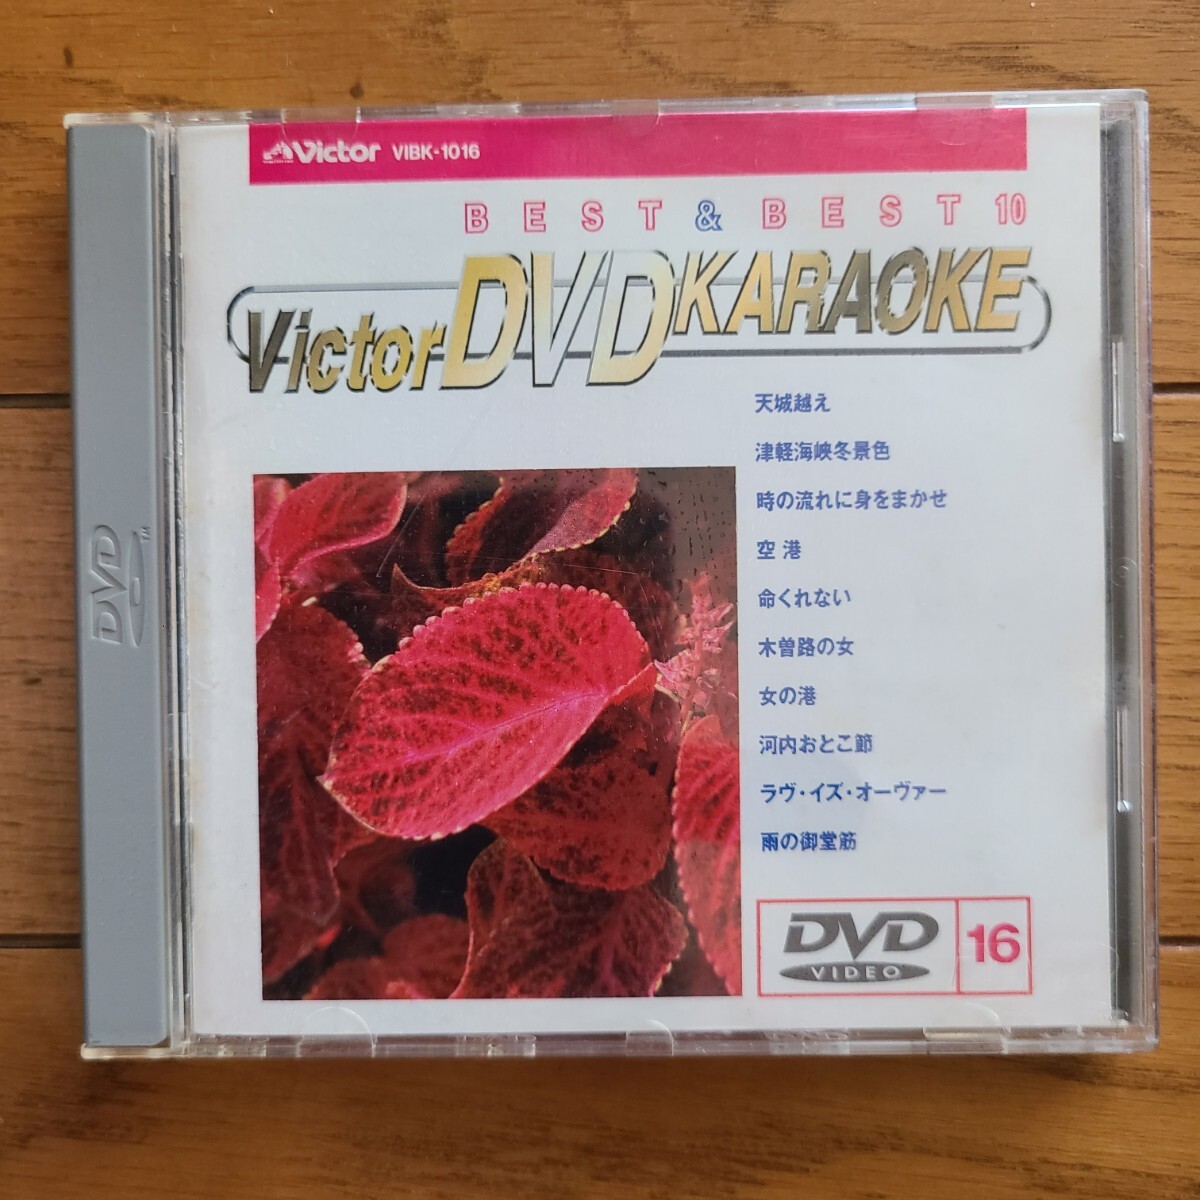 Victor VIBK-1016
BEST & BEST 10
Victor DVD KARAOKE
天城越え
津軽海峡冬景色
時の流れに身をまかせ
空港
命くれない
木曽路の女
女の港
河内おとこ節
ラヴ・イズ・オーヴァー
雨の御堂筋
DVD
VIDEO
16
DVD
TM